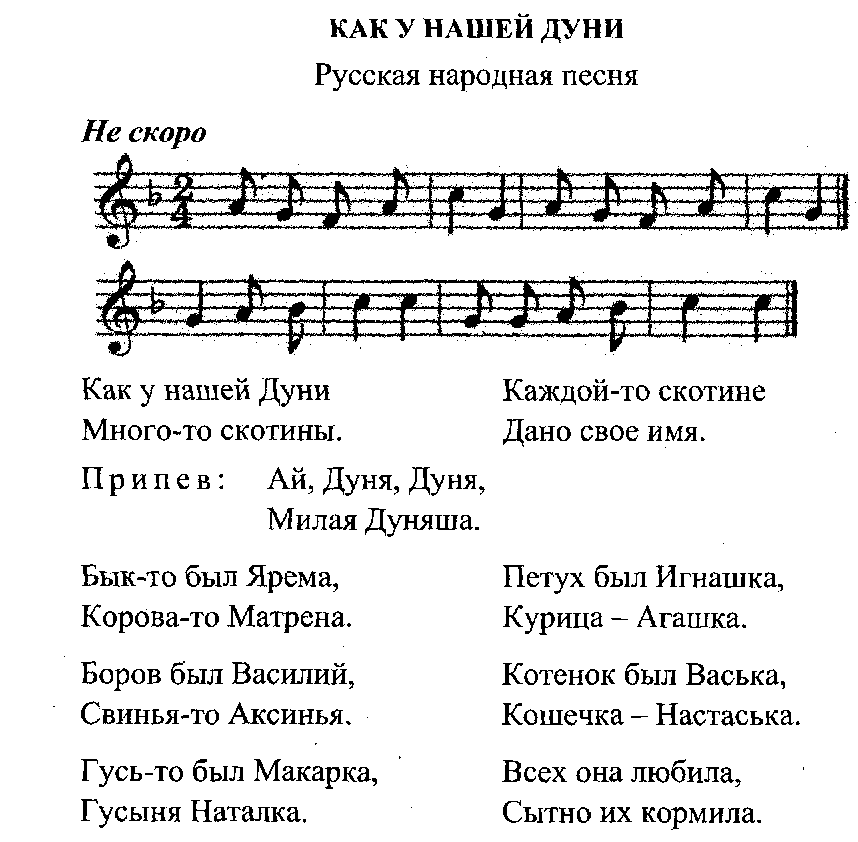 КАК У НАШЕЙ ДУНИ
Русская народная песня
Не скоро
2
4
Как у нашей Дуни
Много-то скотины.
Каждой-то скотине
Дано свое имя.
Припев: Ай, Дуня, Дуня,
Милая Дуняша.
Бык-то был Ярема,
Корова-то Матрена.
Петух был Игнашка,
Курица – Агашка.
Боров был Василий,
Свинья-то Аксинья.
Котенок был Васька,
Кошечка – Настаська.
Гусь-то был Макарка,
Гусыня Наталка.
Всех она любила,
Сытно их кормила.